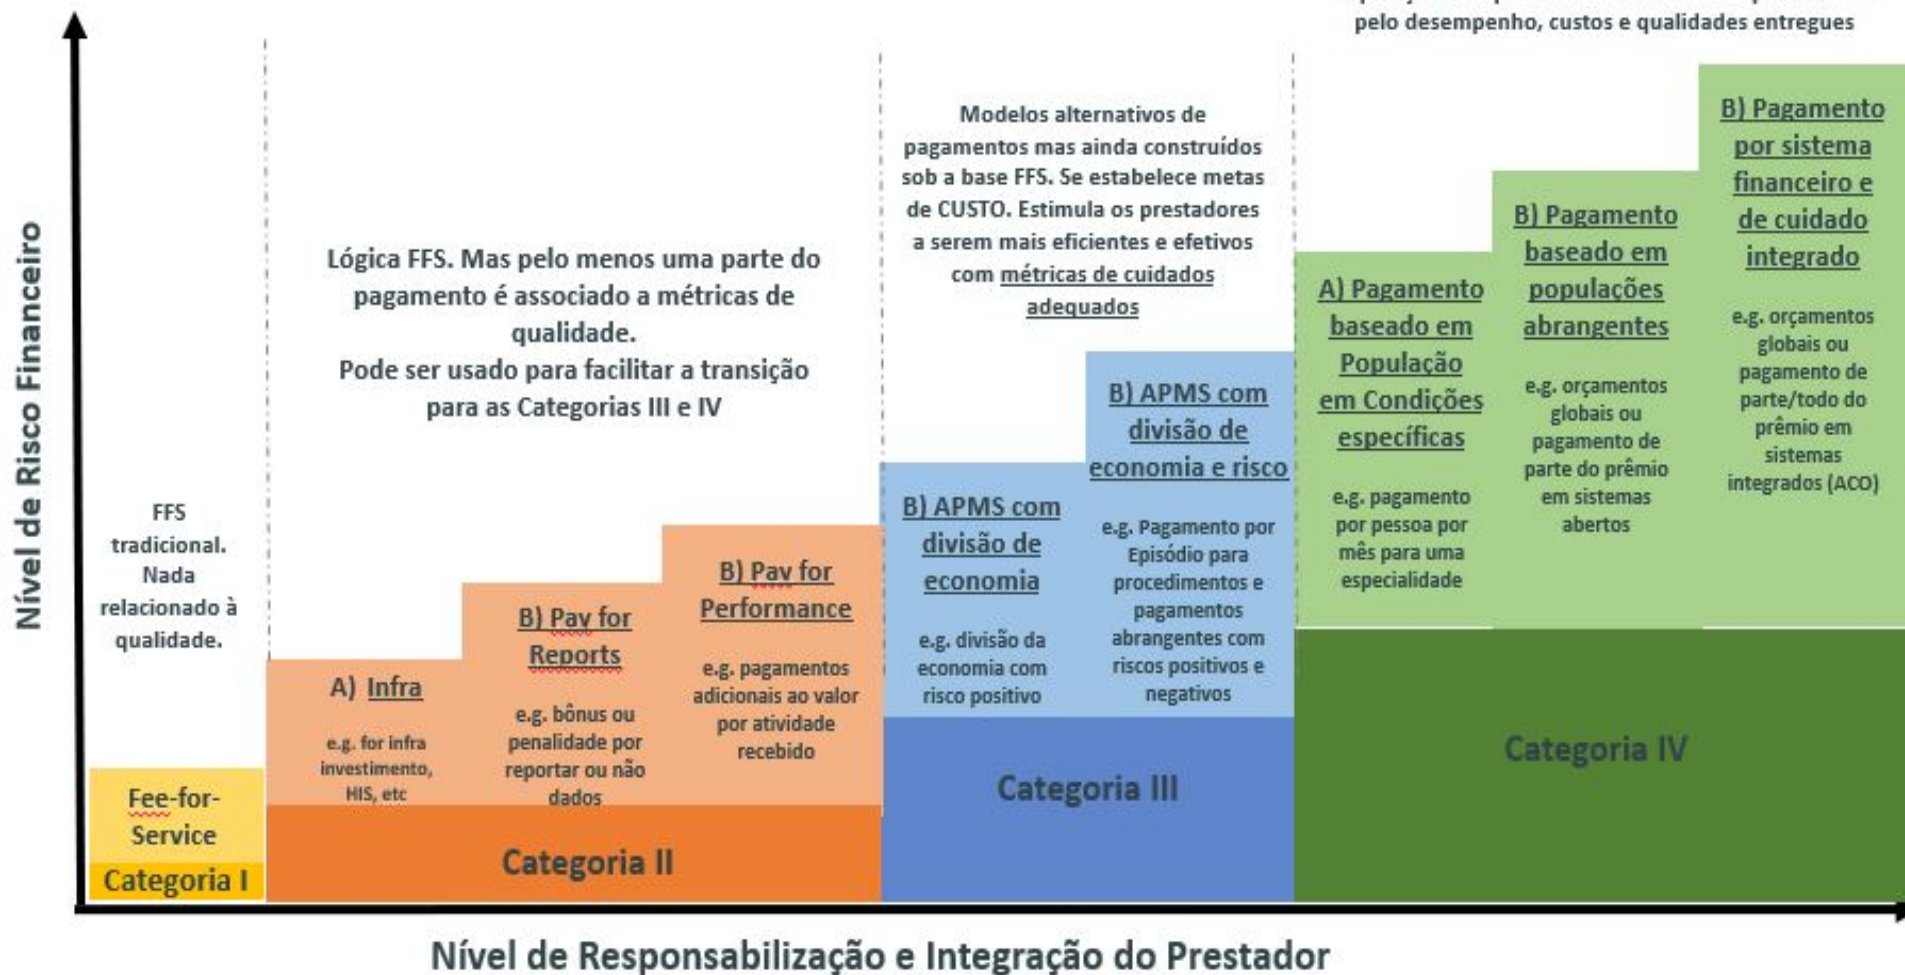 pelo desempenho, custos e qualidades entregues
Nível de Risco Financeiro
FFS
tradicional.
Nada
relacionado à
qualidade.
Fee-for-
Service
Categoria I
Lógica FFS. Mas pelo menos uma parte do
pagamento é associado a métricas de
qualidade.
Pode ser usado para facilitar a transição
para as Categorias III e IV
A) Infra
e.g. for infra
investimento,
HIS, etc
B) Pay for
Reports
e.g. bônus ou
penalidade por
reportar ou não
dados
B) Pay for
Performance
e.g. pagamentos
adicionais ao valor
por atividade
recebido
Categoria II
Modelos alternativos de
pagamentos mas ainda construídos
sob a base FFS. Se estabelece metas
de CUSTO. Estimula os prestadores
a serem mais eficientes e efetivos
com métricas de cuidados
adequados
B) APMS com
divisão de
economia
e.g. divisão da
economia com
risco positivo
B) APMS com
divisão de
economia e risco
e.g. Pagamento por
Episódio para
procedimentos e
pagamentos
abrangentes com
riscos positivos e
negativos
Categoria III
A) Pagamento
baseado em
População
em Condições
específicas
e.g. pagamento
por pessoa por
mês para uma
especialidade
B) Pagamento
baseado em
populações
abrangentes
e.g. orçamentos
globais ou
pagamento de
parte do prêmio
em sistemas
abertos
B) Pagamento
por sistema
financeiro e
de cuidado
integrado
e.g. orçamentos
globais ou
pagamento de
parte/todo do
prêmio em
sistemas
integrados (ACO)
Categoria IV
Nível de Responsabilização e Integração do Prestador